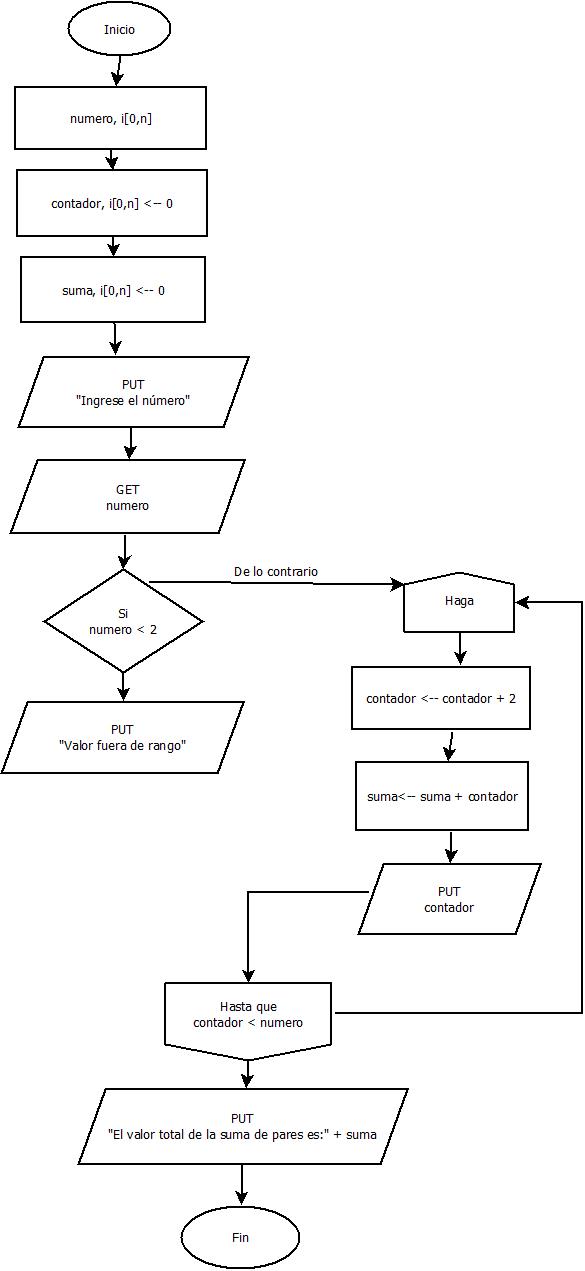 Inicio
numero, i[0,n]
contador, i[0,n] <-- 0
suma, i[0,n] <-- 0
PUT
"Ingrese el número"
GET
numero
Si
numero < 2
De lo contrario
PUT
"Valor fuera de rango"
Haga
contador <-- contador + 2
suma<-- suma + contador
PUT
contador
Hasta que
contador < numero
PUT
"El valor total de la suma de pares es:" + suma
Fin